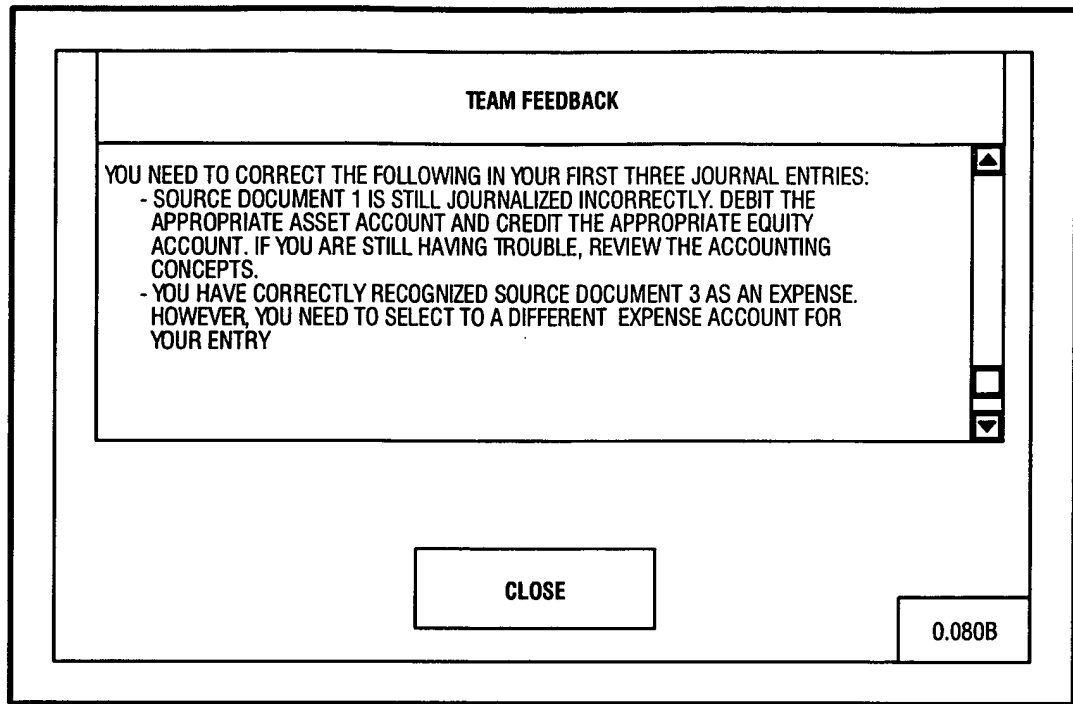 TEAM FEEDBACK
YOU NEED TO CORRECT THE FOLLOWING IN YOUR FIRST THREE JOURNAL ENTRIES:
- SOURCE DOCUMENT 1 IS STILL JOURNALIZED INCORRECTLY. DEBIT THE
APPROPRIATE ASSET ACCOUNT AND CREDIT THE APPROPRIATE EQUITY
ACCOUNT. IF YOU ARE STILL HAVING TROUBLE, REVIEW THE ACCOUNTING
CONCEPTS.
- YOU HAVE CORRECTLY RECOGNIZED SOURCE DOCUMENT 3 AS AN EXPENSE.
HOWEVER, YOU NEED TO SELECT TO A DIFFERENT EXPENSE ACCOUNT FOR
YOUR ENTRY
CLOSE
0.080B